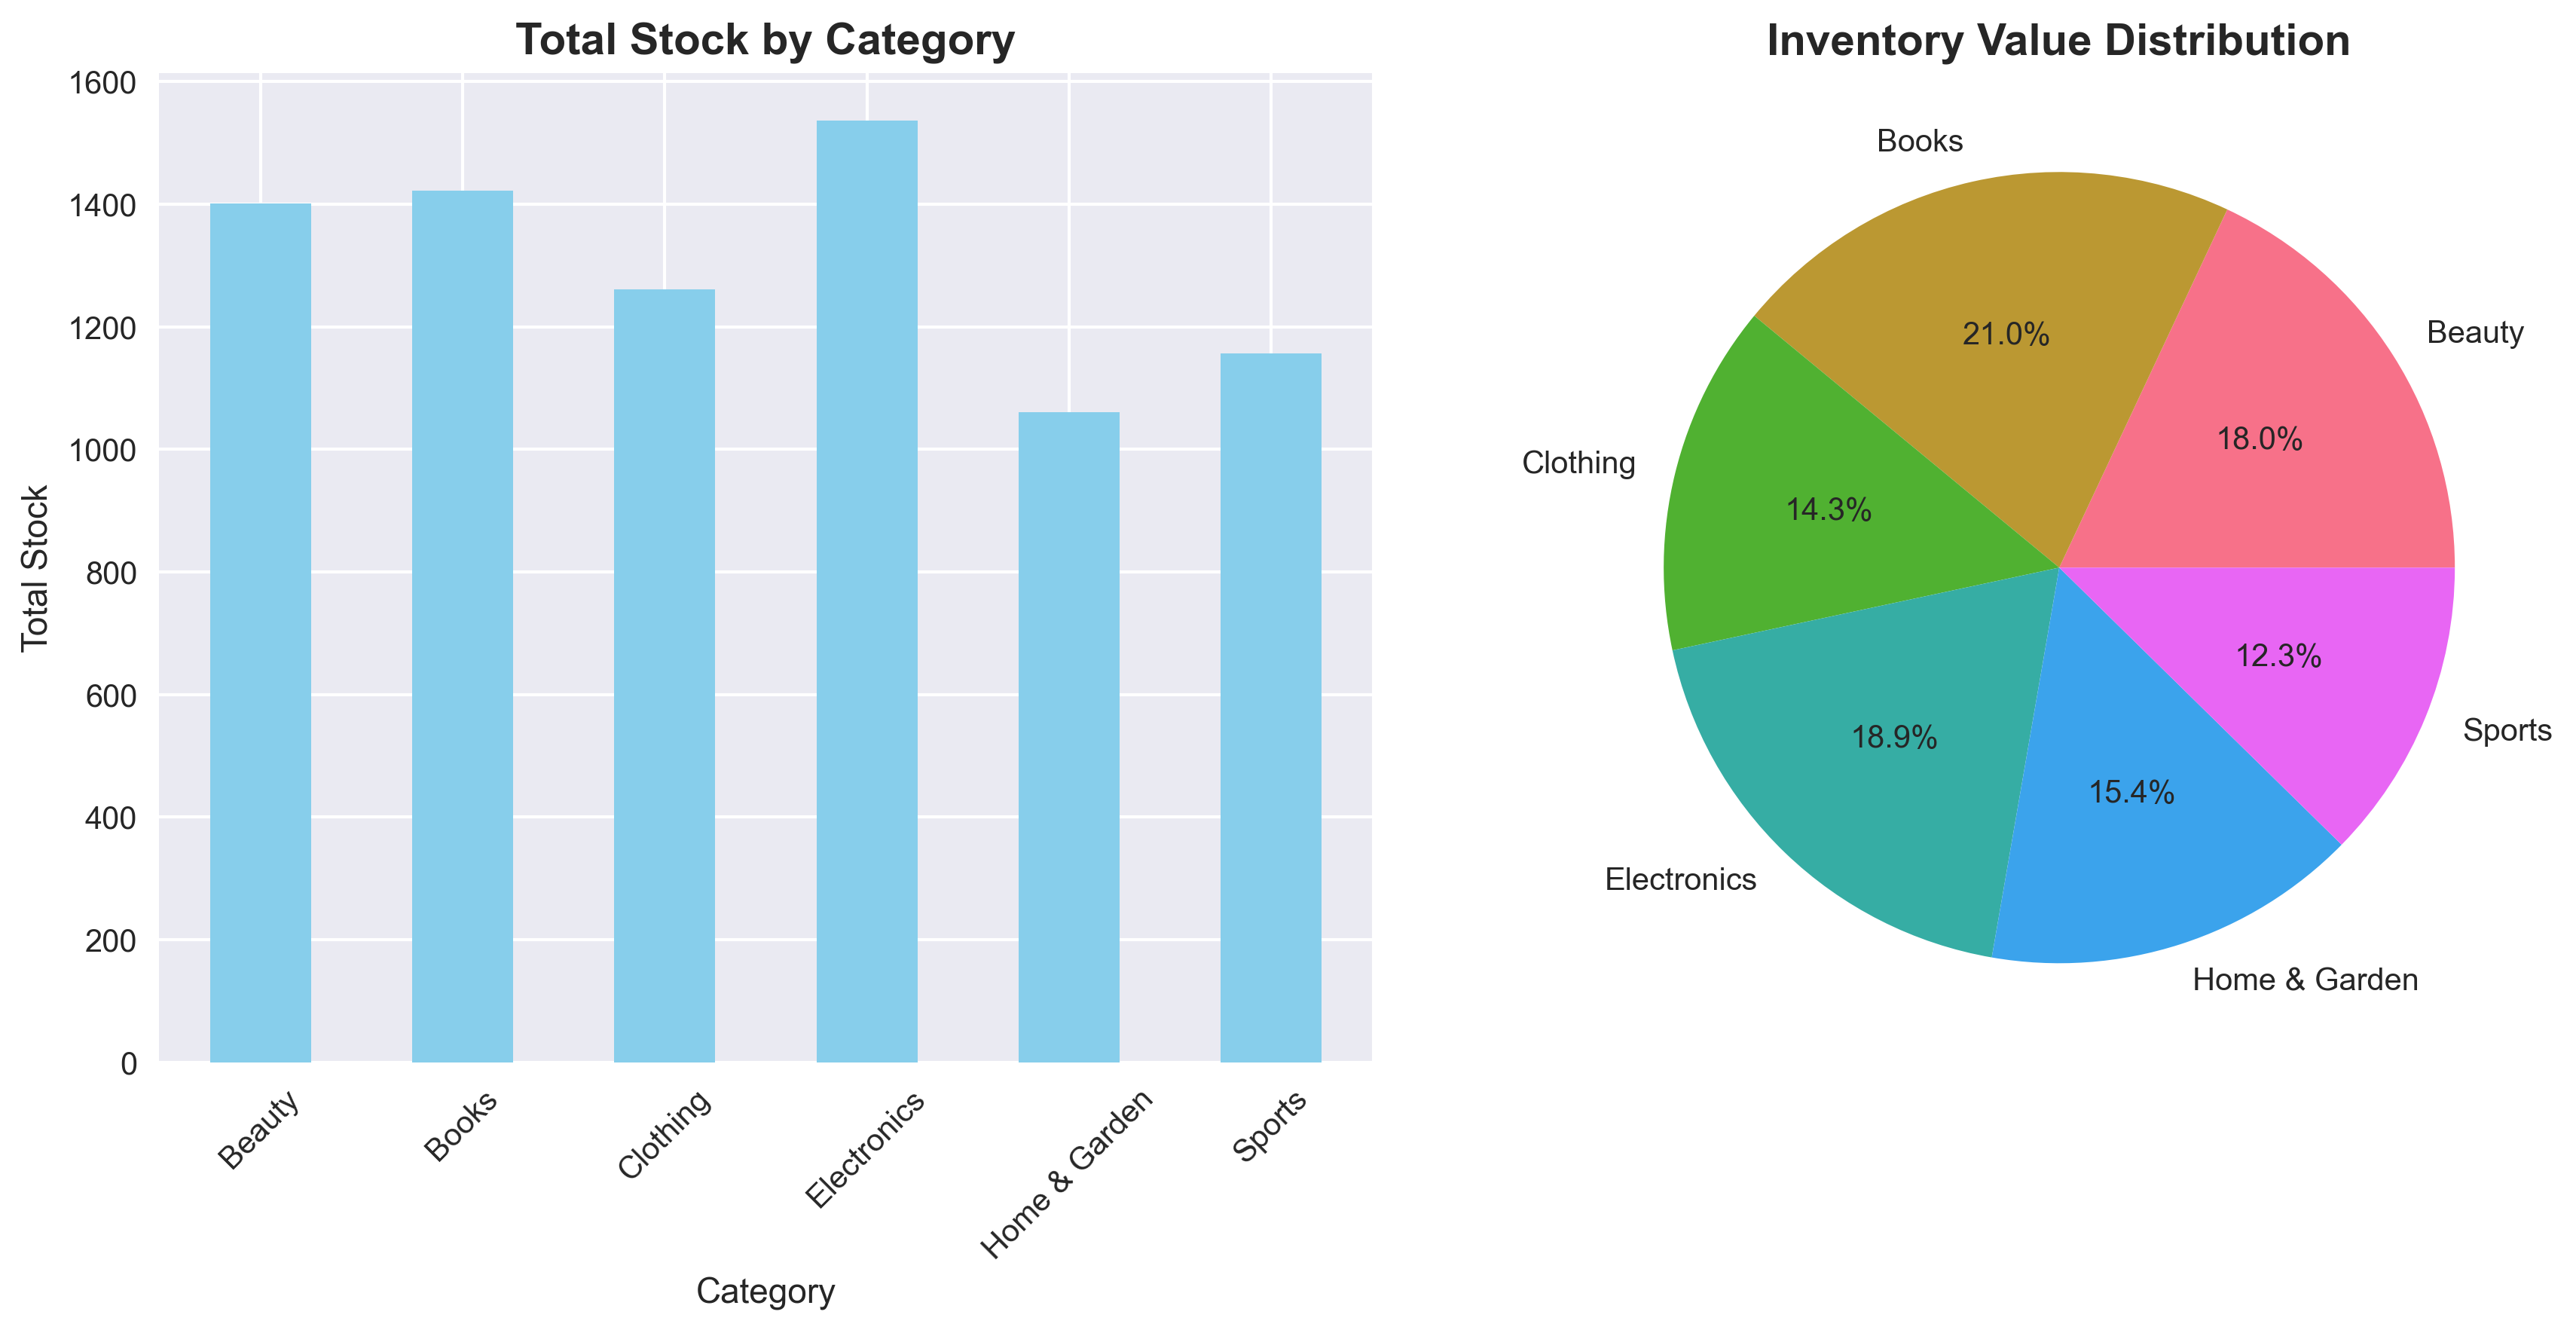 Total Stock by Category
1600
1400
1200
1000
800
600
400
200
0
Total Stock
Beauty
Books
Clothing
Electronics
Home & Garden
Sports
Category
Inventory Value Distribution
Books
Beauty
21.0%
18.0%
Clothing
14.3%
12.3%
Sports
18.9%
15.4%
Electronics
Home & Garden